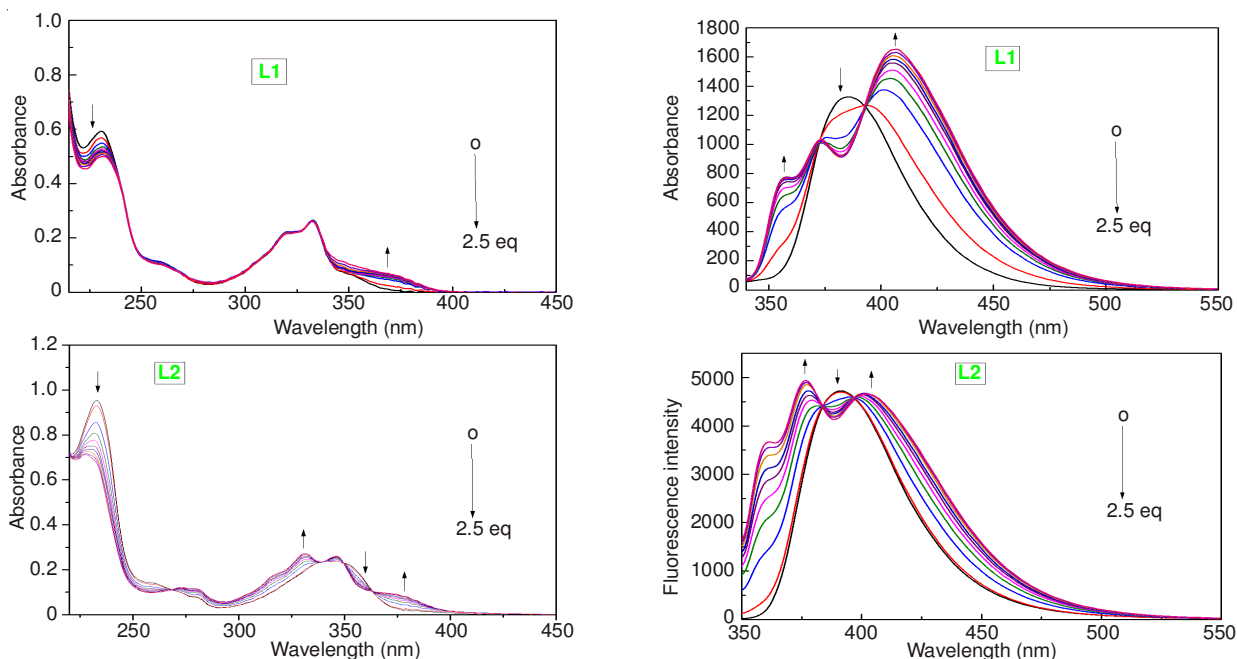 1.0
0.8
0.6
0.4
0.2
0
Absorbance
L1
O
2.5 eq
250 300 350 400 450
Wavelength (nm)
1800
1600
1400
1200
1000
800
600
400
200
0
Absorbance
L1
O
2.5 eq
350 400 450 500 550
Wavelength (nm)
1.2
1.0
0.8
0.6
0.4
0.2
0
Absorbance
L2
O
2.5 eq
250 300 350 400 450
Wavelength (nm)
5000
4000
3000
2000
1000
0
Fluorescence intensity
L2
O
2.5 eq
350 400 450 500 550
Wavelength (nm)